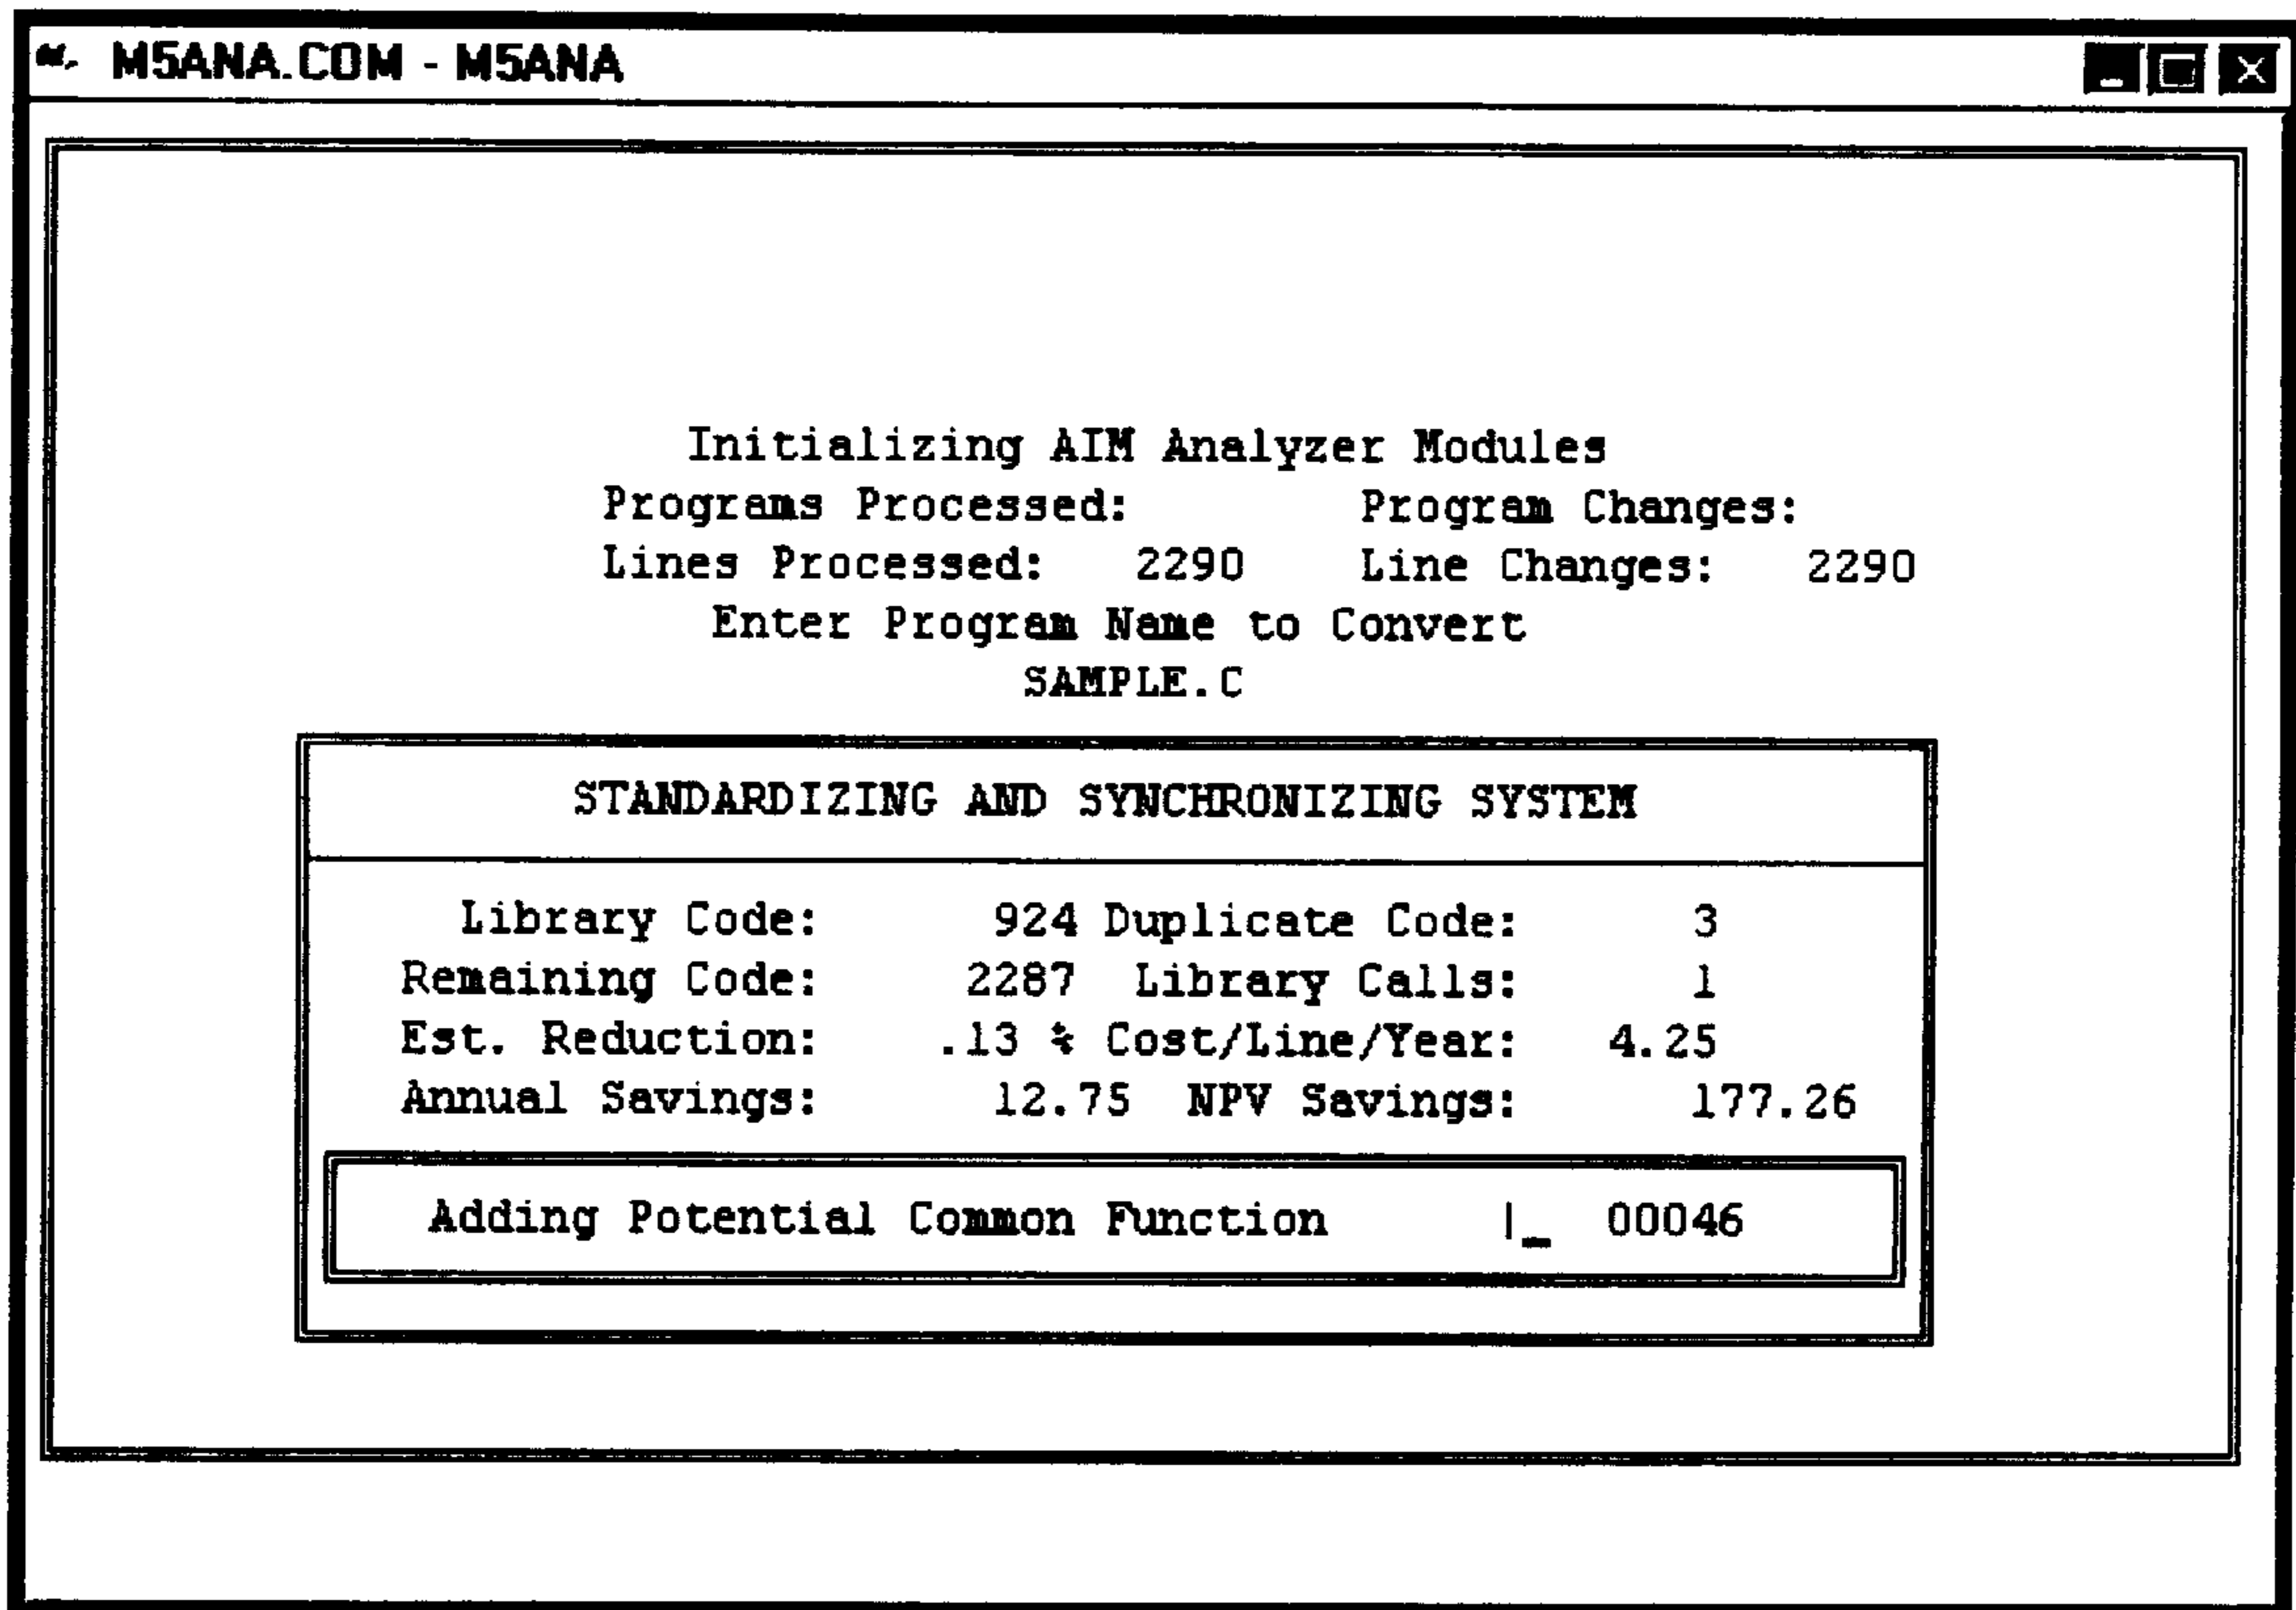 M5ANA.COM - M5ANA
Initializing AIM Analyzer Modules
Programs Processed: Program Changes:
Lines Processed: 2290 Line Changes: 2290
Enter Program Name to Convert
SAMPLE.C
STANDARDIZING AND SYNCHRONIZING SYSTEM
Library Code: 924 Duplicate Code: 3
Remaining Code: 2287 Library Calls: 1
Est. Reduction: .13 % Cost/Line/Year: 4.25
Annual Savings: 12.75 NPV Savings: 177.26
Adding Potential Common Function |_ 00046